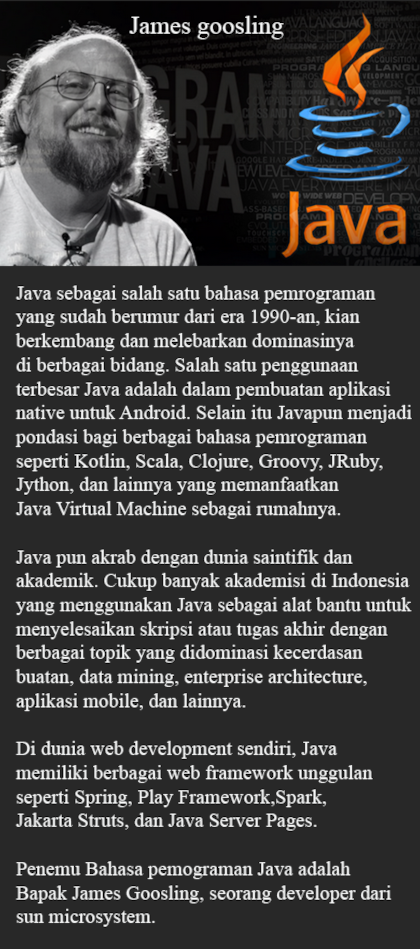 James goosling
Java
Java sebagai salah satu bahasa pemrograman
yang sudah berumur dari era 1990-an, kian
berkembang dan melebarkan dominasinya
di berbagai bidang. Salah satu penggunaan
terbesar Java adalah dalam pembuatan aplikasi
native untuk Android. Selain itu Javapun menjadi
pondasi bagi berbagai bahasa pemrograman
seperti Kotlin, Scala, Clojure, Groovy, JRuby,
Jython, dan lainnya yang memanfaatkan
Java Virtual Machine sebagai rumahnya.
Java pun akrab dengan dunia saintifik dan
akademik. Cukup banyak akademisi di Indonesia
yang menggunakan Java sebagai alat bantu untuk
menyelesaikan skripsi atau tugas akhir dengan
berbagai topik yang didominasi kecerdasan
buatan, data mining, enterprise architecture,
aplikasi mobile, dan lainnya.
Di dunia web development sendiri, Java
memiliki berbagai web framework unggulan
seperti Spring, Play Framework,Spark,
Jakarta Struts, dan Java Server Pages.
Penemu Bahasa pemograman Java adalah
Bapak James Goosling, seorang developer dari
sun microsystem.